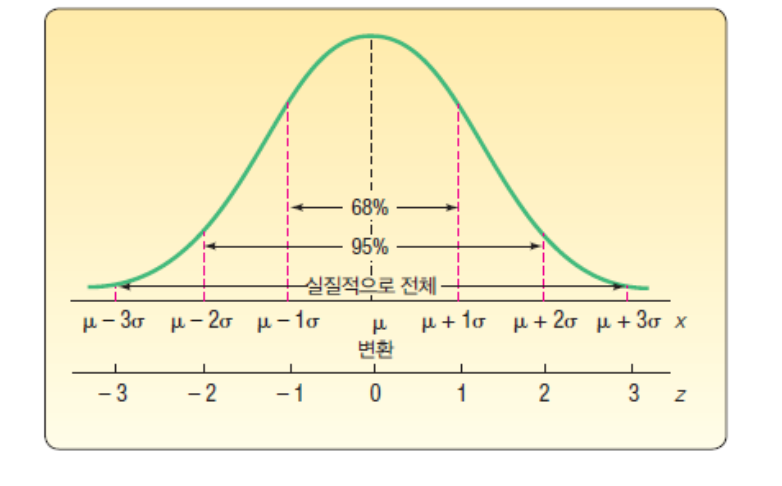 68%
95%
실질적으로 전체
μ − 3σ μ − 2σ μ − 1σ μ μ + 1σ μ + 2σ μ + 3σ x
변환
− 3 − 2 − 1 0 1 2 3 z